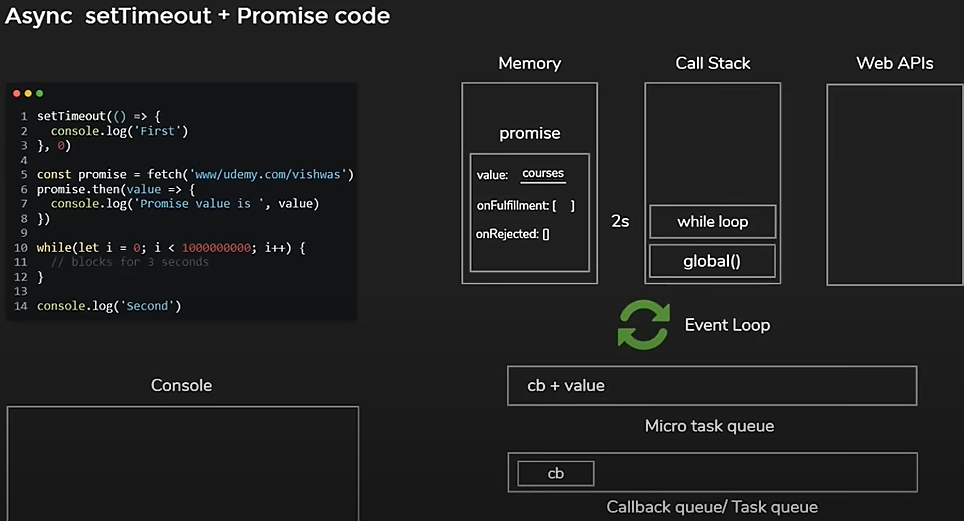 Async setTimeout + Promise code
1 setTimeout(() => {
2 console.log('First')
3 }, 0)
4
5 const promise = fetch('www/udemy.com/vishwas')
6 promise.then(value => {
7 console.log('Promise value is ', value)
8 })
9
10 while(let i = 0; i < 1000000000; i++) {
11 // blocks for 3 seconds
12 }
13
14 console.log('Second')
Console
Memory
promise
value: courses
onFulfillment: [ ]
onRejected: []
2s
Call Stack
while loop
global()
Web APIs
Event Loop
cb + value
Micro task queue
cb
Callback queue/ Task queue